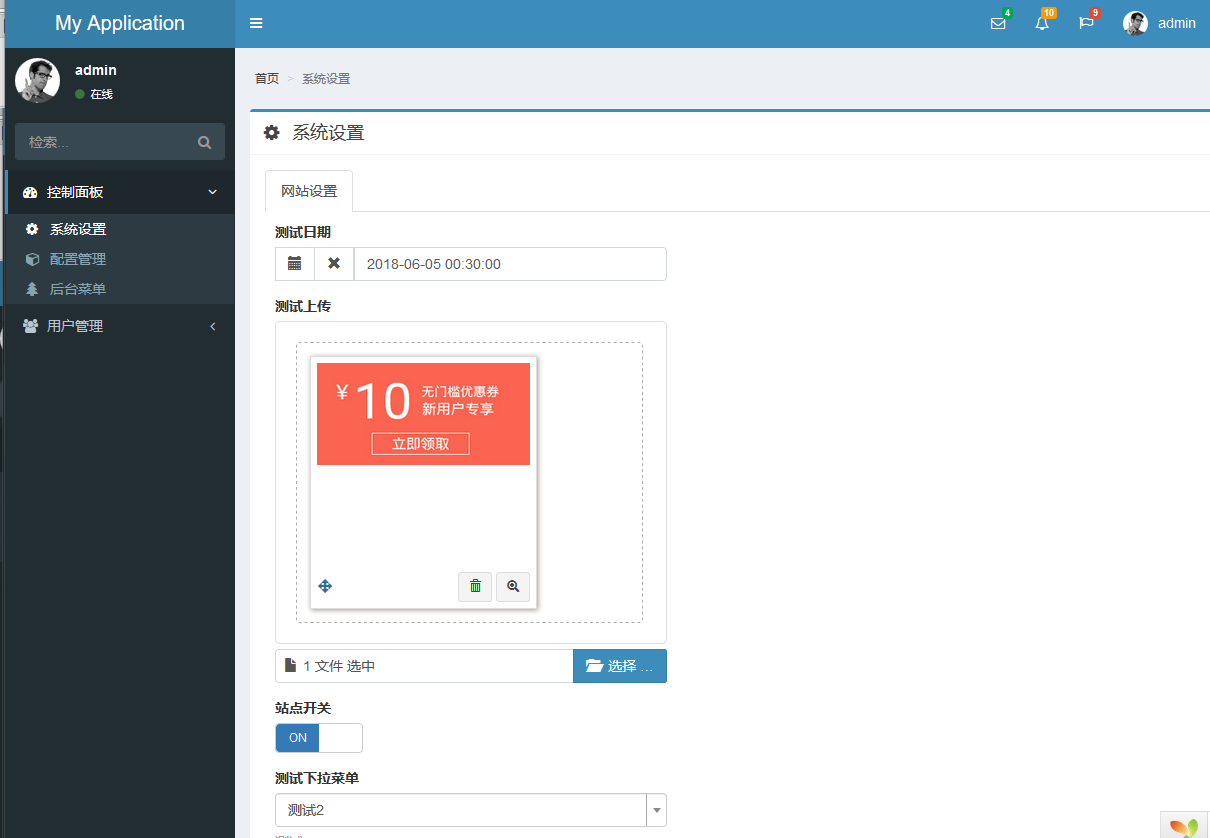 My Application
4
10
9
admin
admin
在线
检索...
控制面板
系统设置
配置管理
后台菜单
用户管理
首页 > 系统设置
系统设置
网站设置
测试日期
2018-06-05 00:30:00
测试上传
¥10
无门槛优惠券
新用户专享
立即领取
1 文件 选中
选择 ...
站点开关
ON
测试下拉菜单
测试2